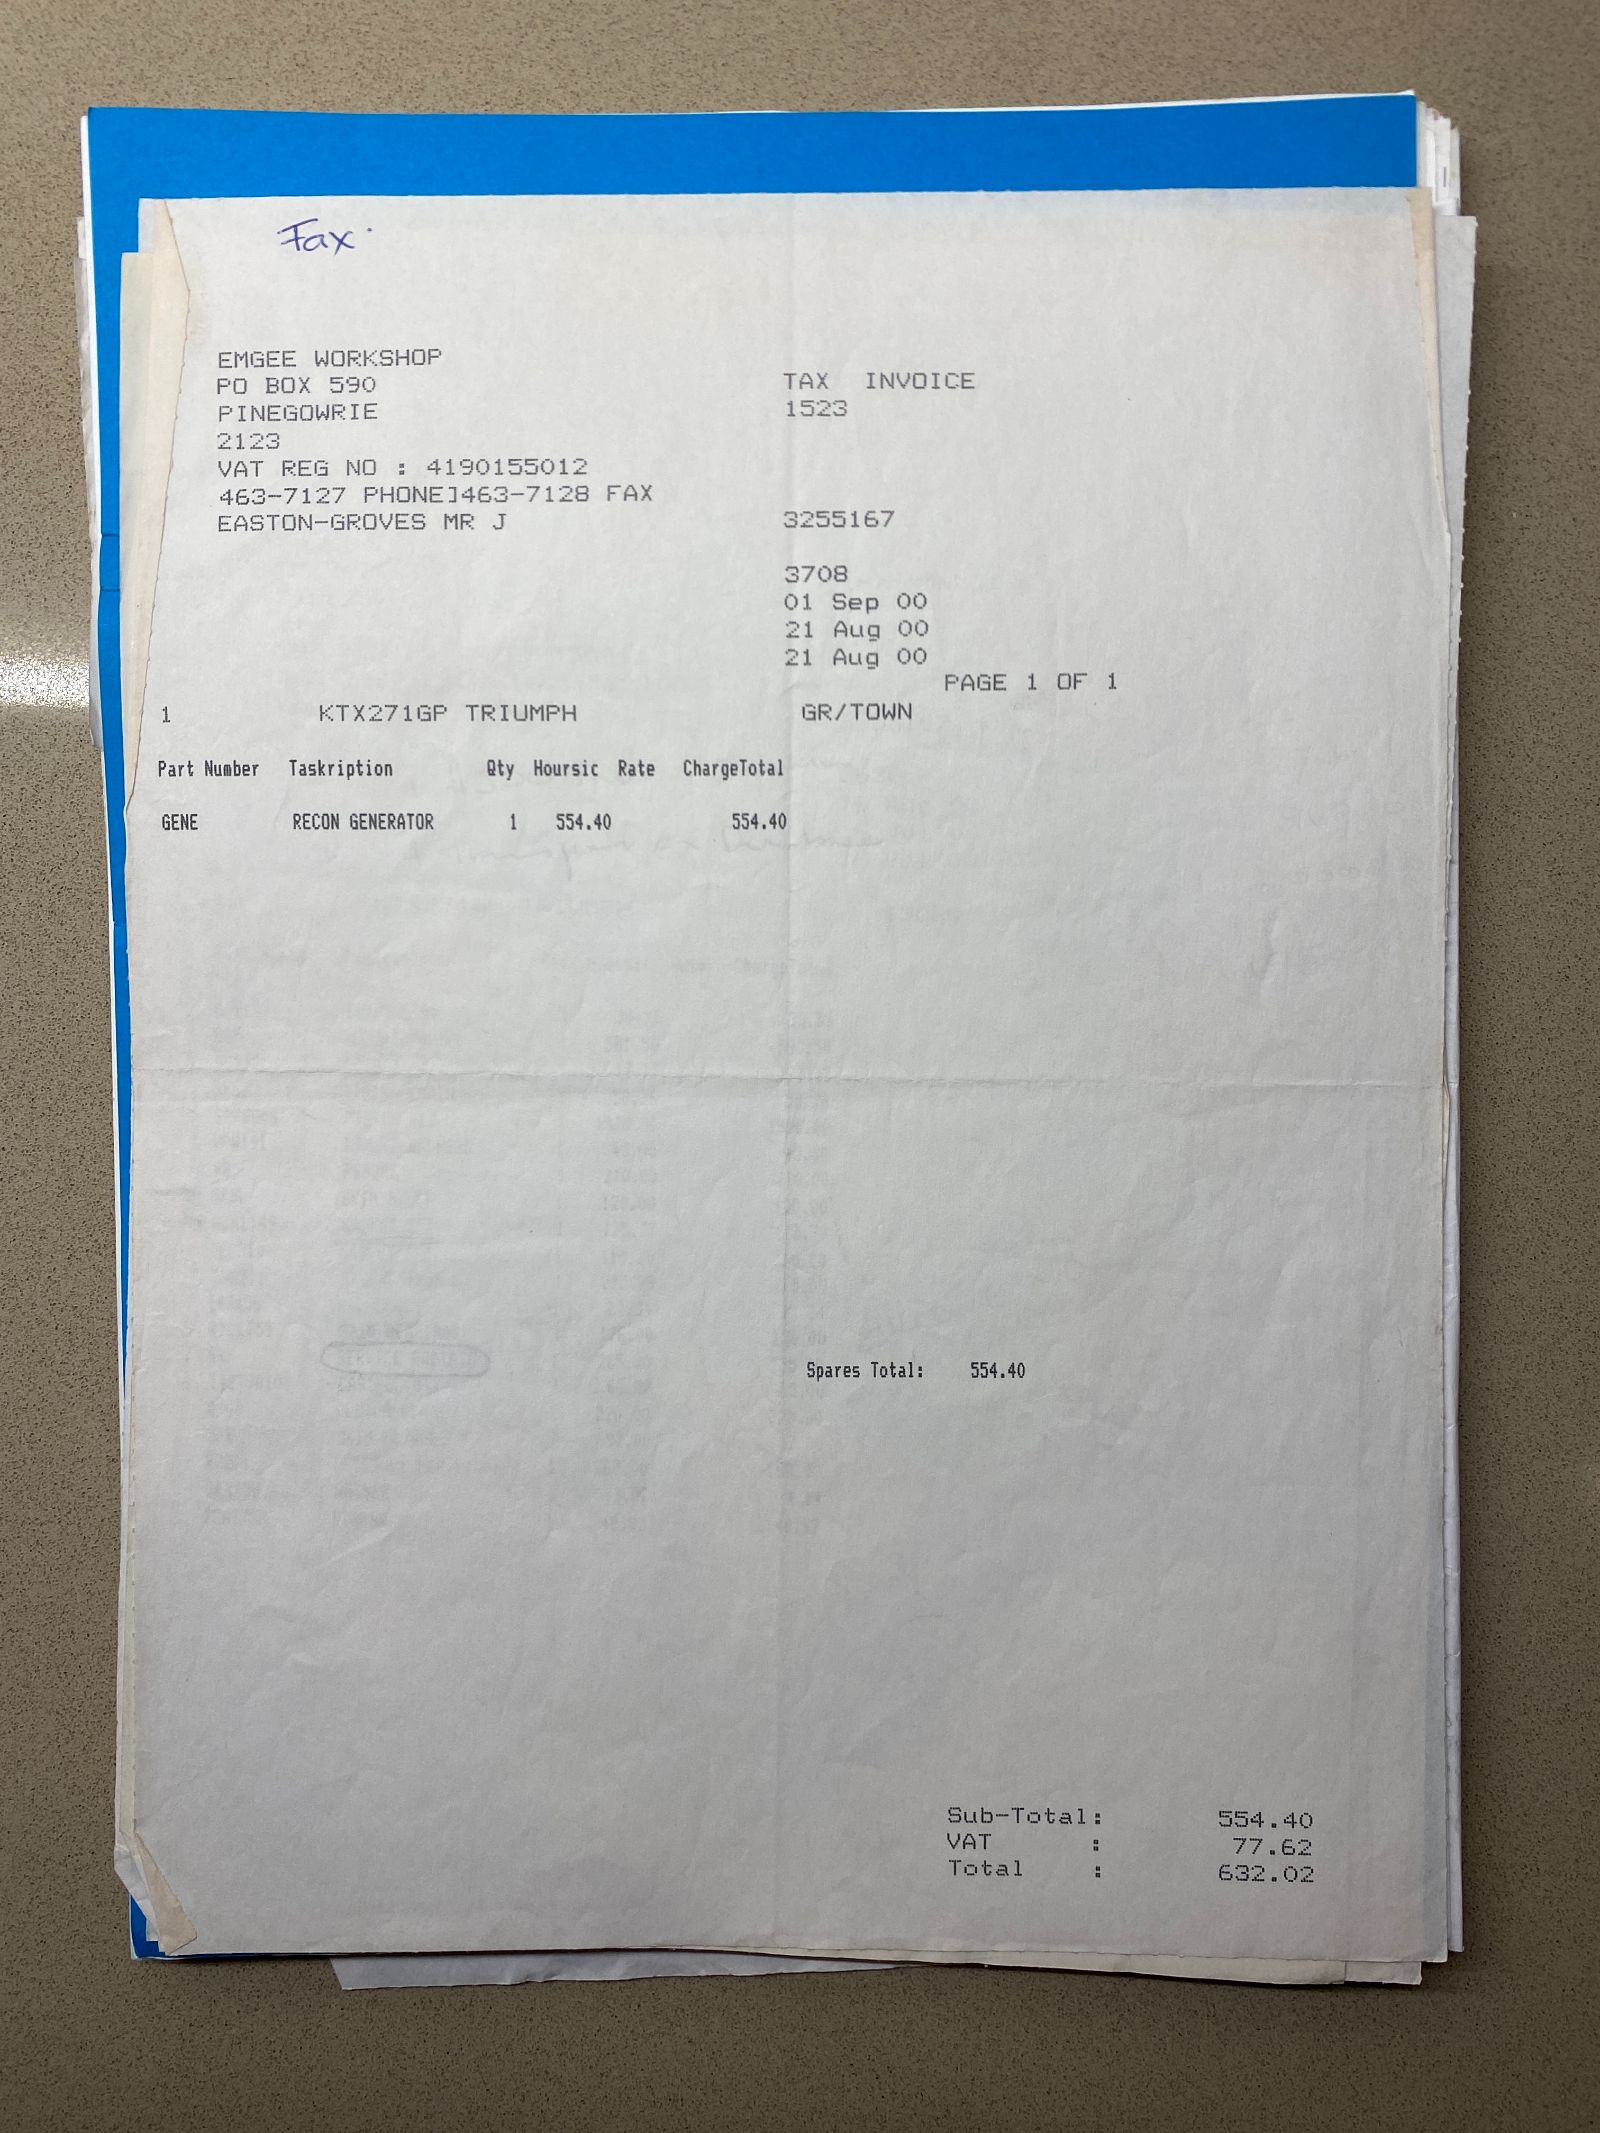 Fax.
EMGEE WORKSHOP
PO BOX 590
TAX INVOICE
PINEGOWRIE
1523
2123
VAT REG NO : 4190155012
463-7127 PHONE]463-7128 FAX
EASTON-GROVES MR J 3255167
3708
01 Sep 00
21 Aug 00
21 Aug 00
PAGE 1 OF 1
1 KTX271GP TRIUMPH GR/TOWN
Part Number Taskription Qty Hoursic Rate ChargeTotal
GENE RECON GENERATOR 1 554.40 554.40
Spares Total: 554.40
Sub-Total: 554.40
VAT : 77.62
Total : 632.02